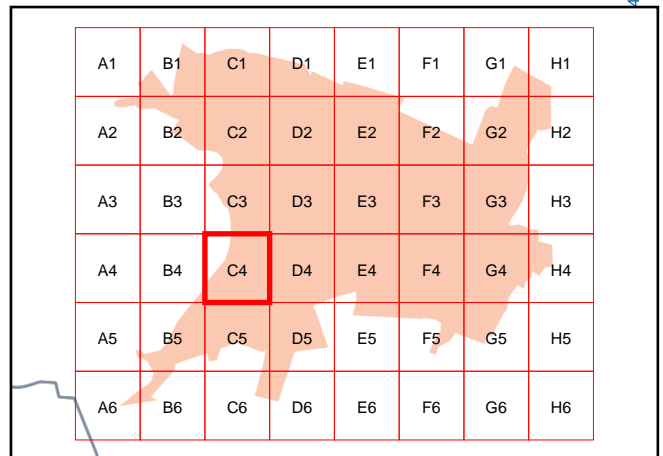 4
A1 B1 C1 D1 E1 F1 G1 H1
A2 B2 C2 D2 E2 F2 G2 H2
A3 B3 C3 D3 E3 F3 G3 H3
A4 B4 C4 D4 E4 F4 G4 H4
A5 B5 C5 D5 E5 F5 G5 H5
A6 B6 C6 D6 E6 F6 G6 H6